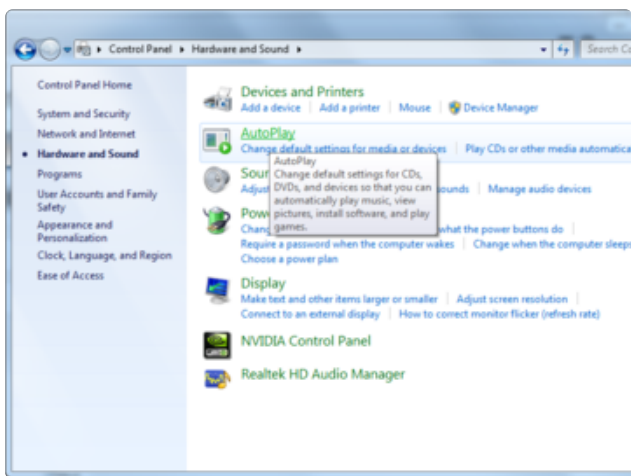 Control Panel ▸ Hardware and Sound ▸
Search Co
Control Panel Home
System and Security
Network and Internet
Hardware and Sound
Programs
User Accounts and Family
Safety
Appearance and
Personalization
Clock, Language, and Region
Ease of Access
Devices and Printers
Add a device | Add a printer | Mouse | Device Manager
AutoPlay
Change default settings for media or devices | Play CDs or other media automatica
AutoPlay
Change default settings for CDs,
DVDs, and devices so that you can
automatically play music, view
pictures, install software, and play
games.
Soun
Adjus
ounds | Manage audio devices
Pow
Chang
what the power buttons do |
Require a password when the computer wakes | Change when the computer sleeps
Choose a power plan
Display
Make text and other items larger or smaller | Adjust screen resolution |
Connect to an external display | How to correct monitor flicker (refresh rate)
NVIDIA Control Panel
Realtek HD Audio Manager